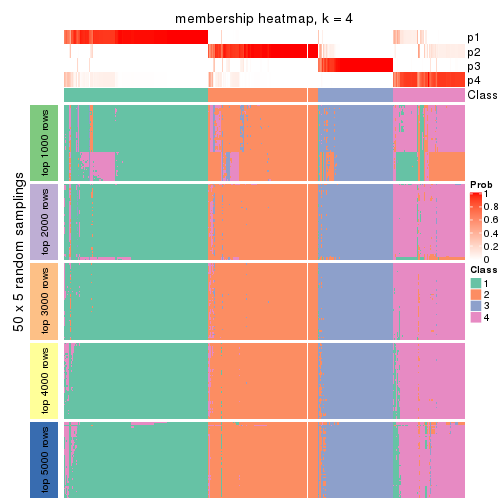 membership heatmap, k = 4
p1
p2
p3
p4
Class
50 x 5 random samplings
top 1000 rows
top 2000 rows
top 3000 rows
top 4000 rows
top 5000 rows
Prob
1
0.8
0.6
0.4
0.2
0
Class
1
2
3
4